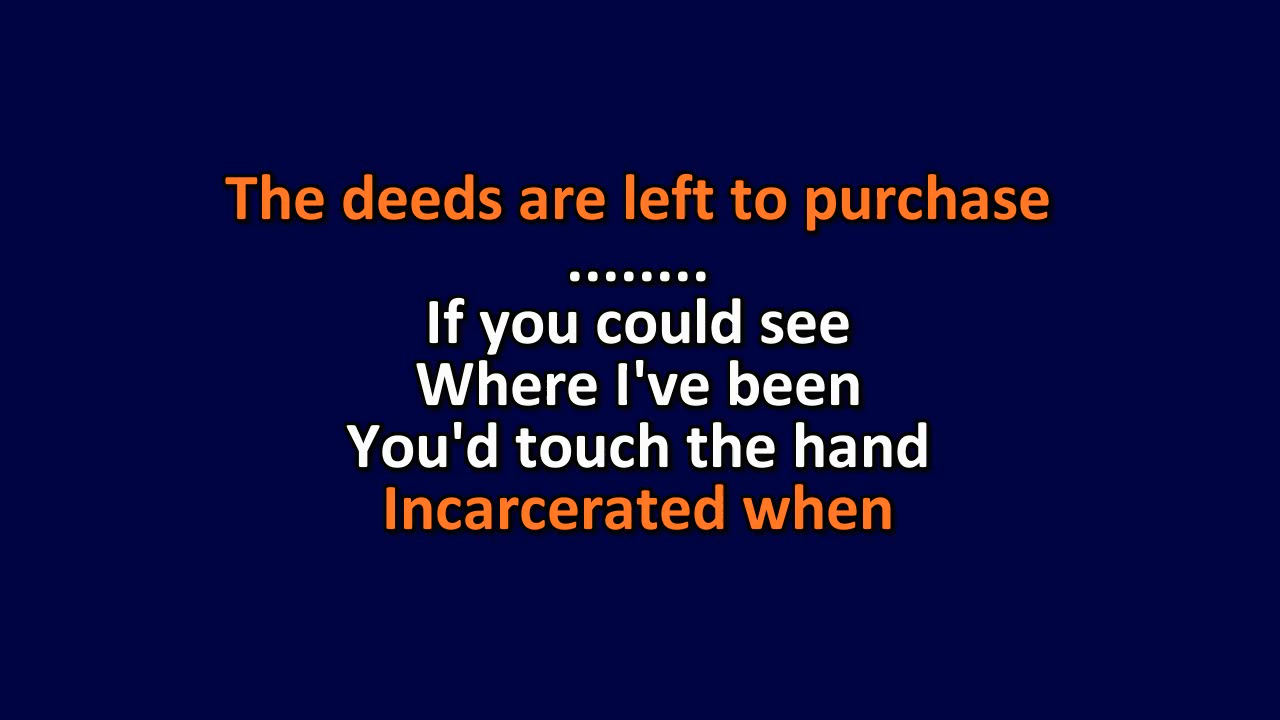 The deeds are left to purchase
........
If you could see
Where I've been
You'd touch the hand
Incarcerated when